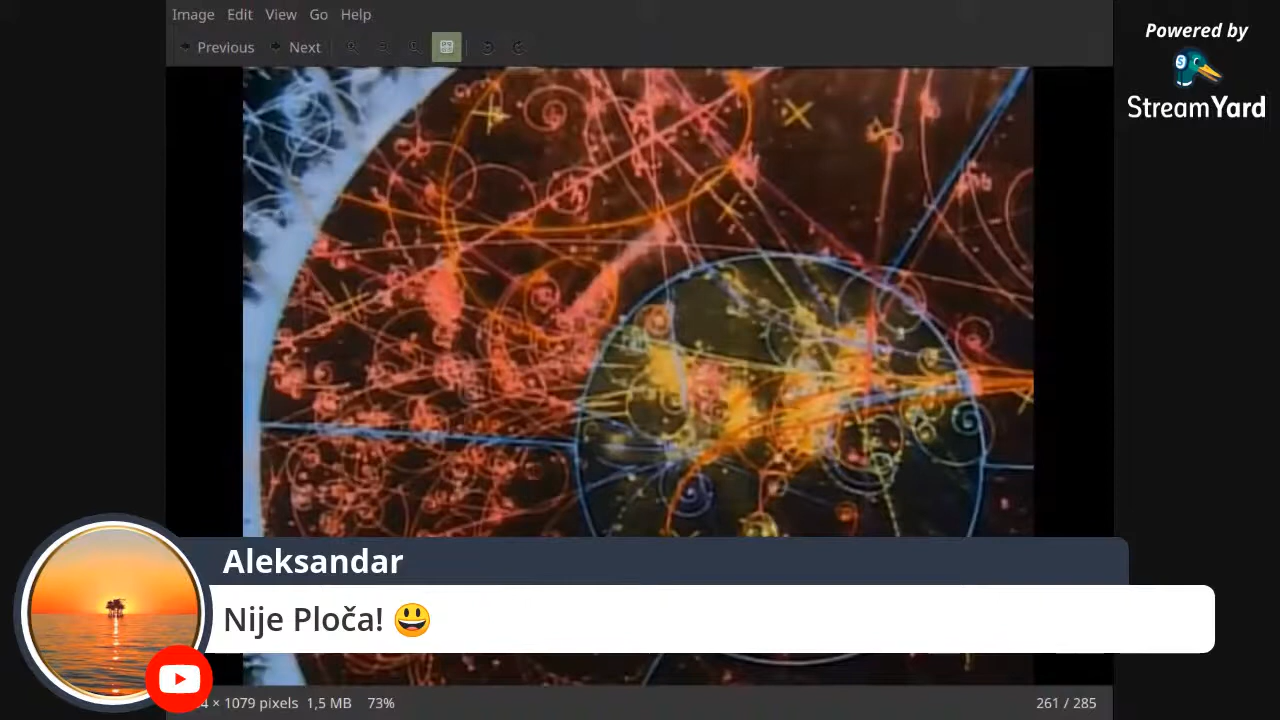 Image Edit View Go Help
Previous Next
Powered by
StreamYard
Aleksandar
Nije Ploča! 😃
4 × 1079 pixels 1,5 MB 73%
261 / 285